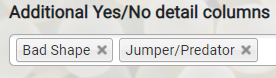 Additional Yes/No detail columns
Bad Shape × Jumper/Predator ×